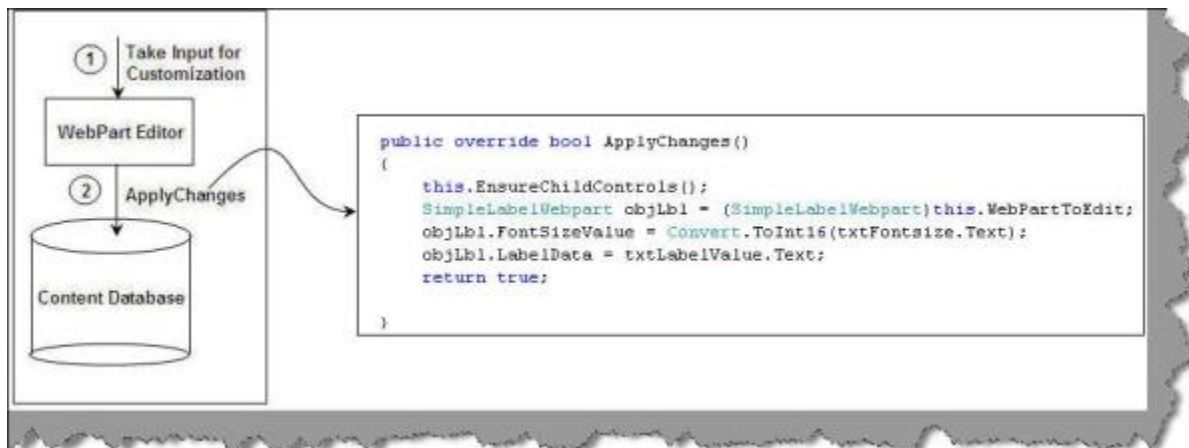 1
Take Input for
Customization
WebPart Editor
2
ApplyChanges
Content Database
public override bool ApplyChanges()
{
this.EnsureChildControls();
SimpleLabelWebpart objLbl = (SimpleLabelWebpart)this.WebPartToEdit;
objLbl.FontSizeValue = Convert.ToInt16(txtFontsize.Text);
objLbl.LabelData = txtLabelValue.Text;
return true;
}